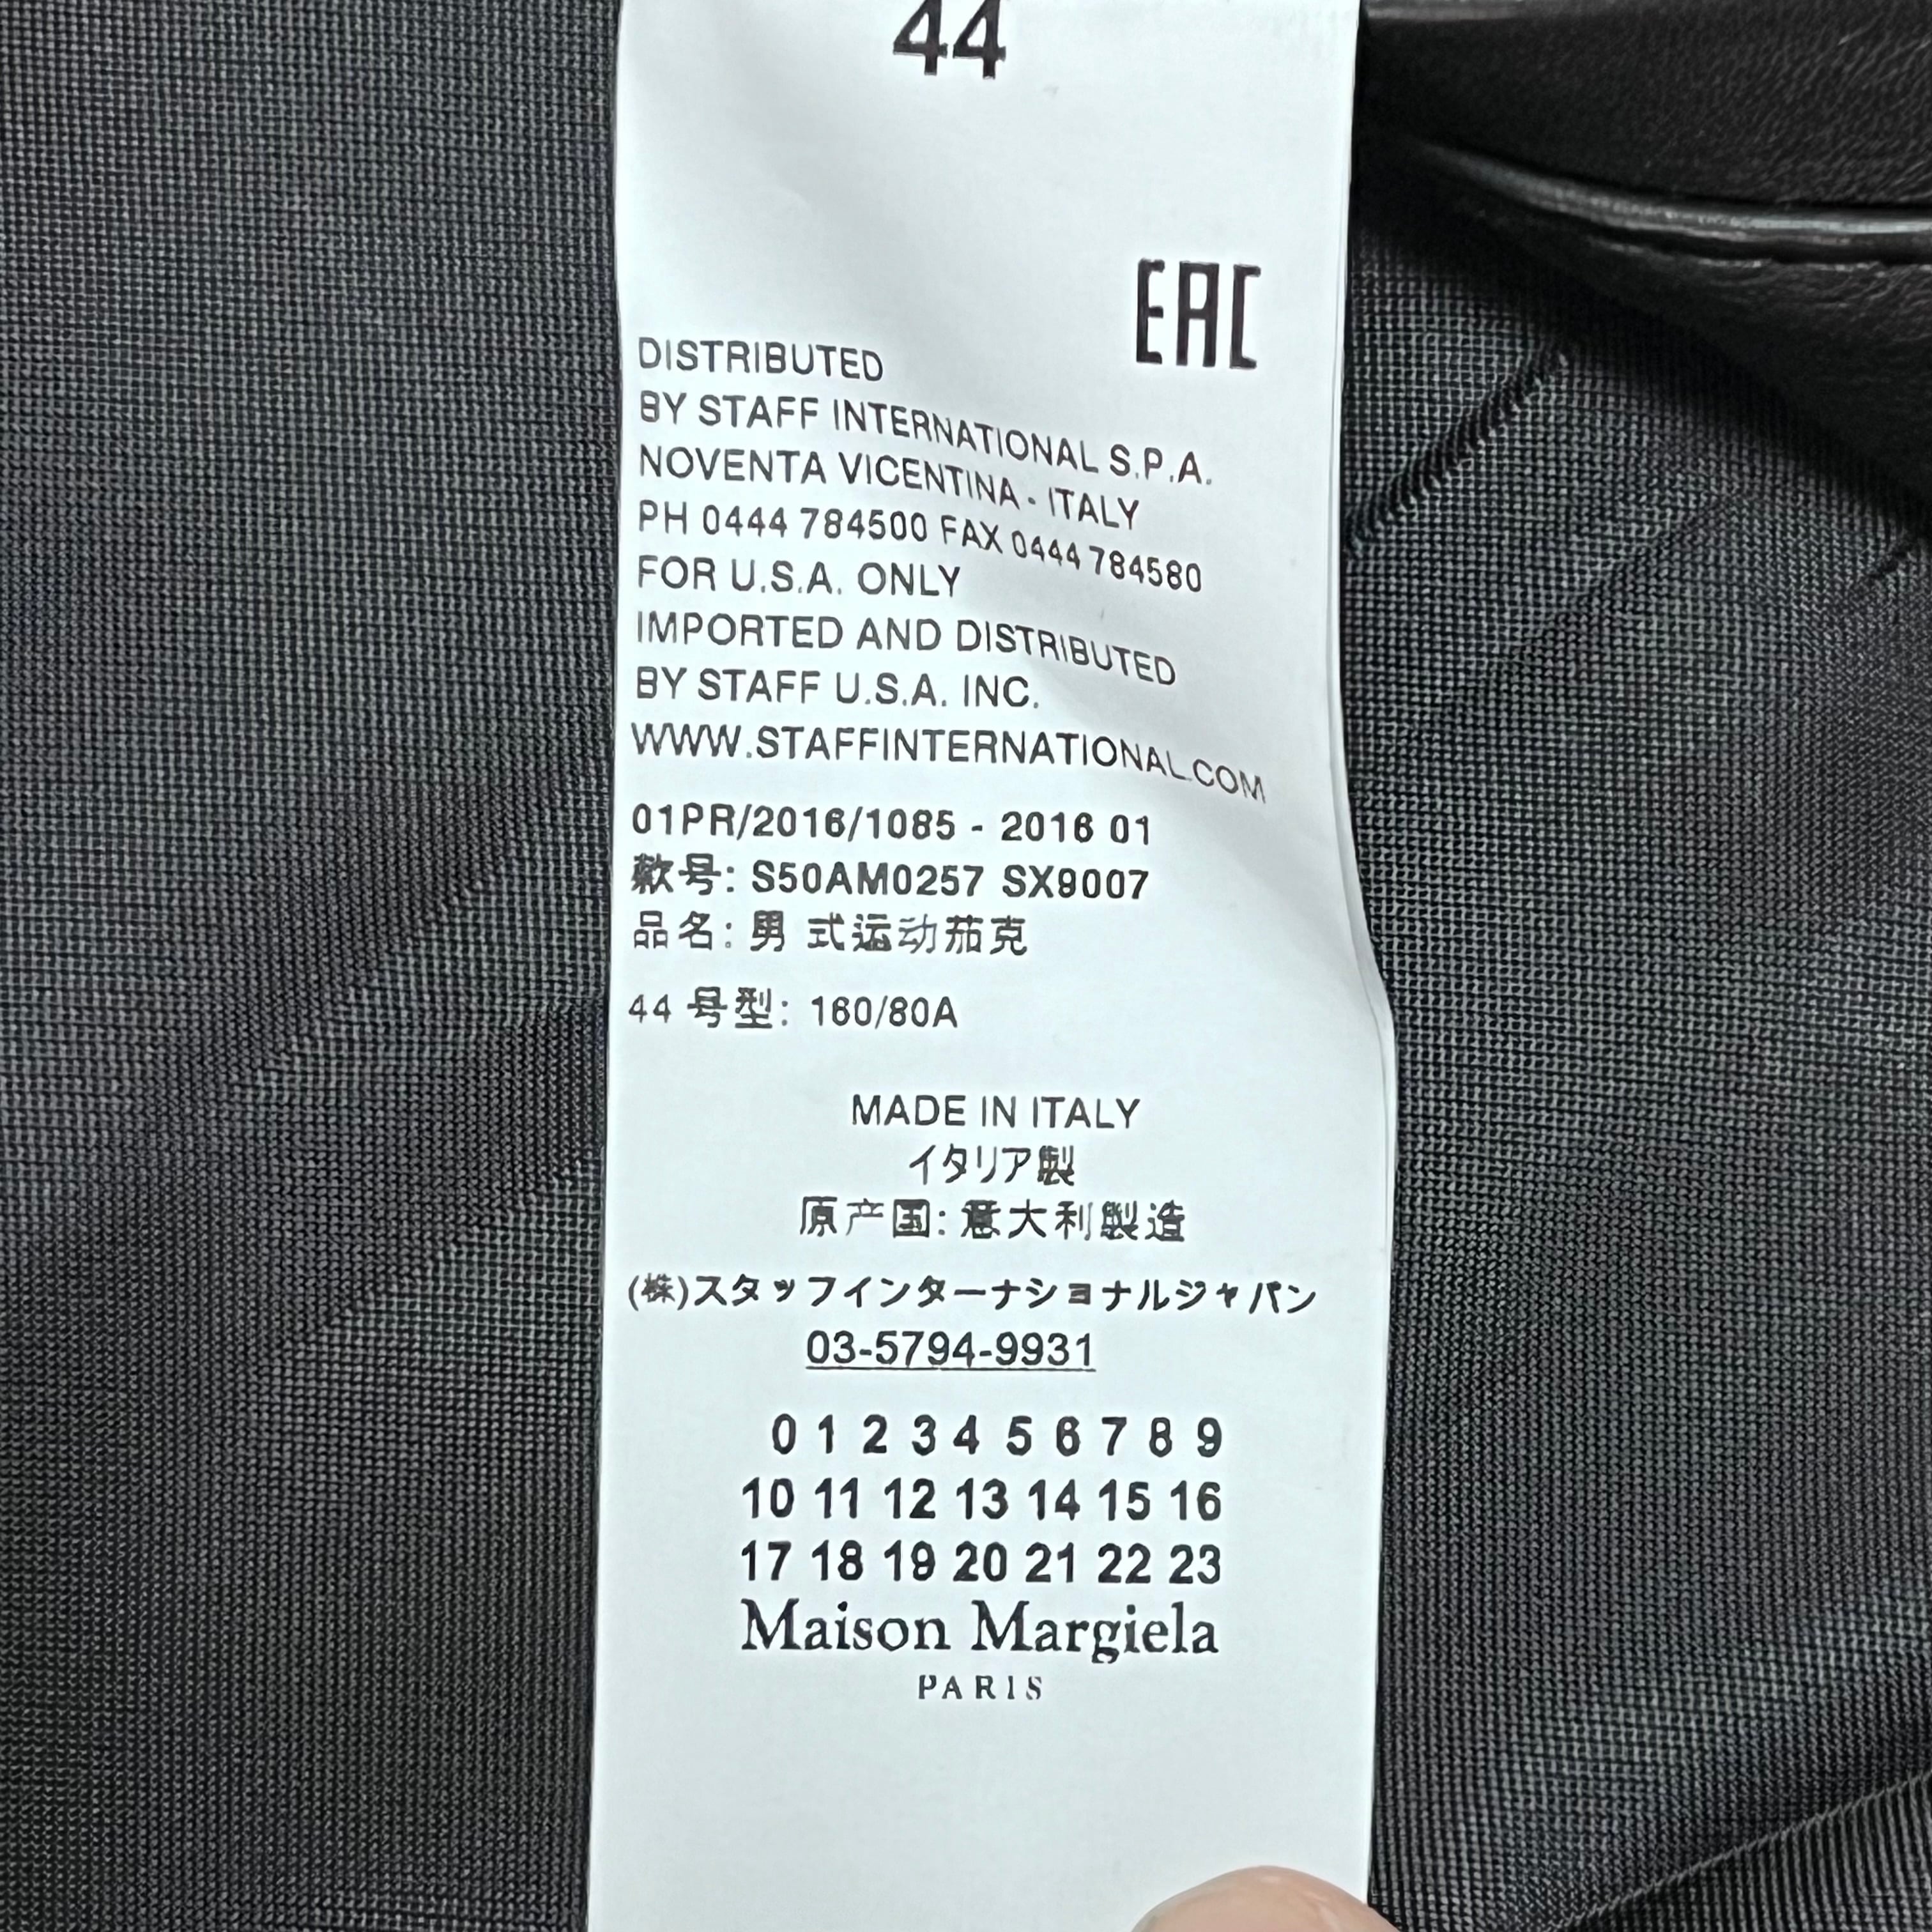 44
EAC
DISTRIBUTED
BY STAFF INTERNATIONAL S.P.A.
NOVENTA VICENTINA - ITALY
PH 0444 784500 FAX 0444 784580
FOR U.S.A. ONLY
IMPORTED AND DISTRIBUTED
BY STAFF U.S.A. INC.
WWW.STAFFINTERNATIONAL.COM
01PR/2016/1085 - 2016 01
款号: S50AM0257 SX9007
品名: 男 式运动茄克
44 号型: 160/80A
MADE IN ITALY
イタリア製
原产国: 意大利製造
(株)スタッフインターナショナルジャパン
03-5794-9931
0 1 2 3 4 5 6 7 8 9
10 11 12 13 14 15 16
17 18 19 20 21 22 23
Maison Margiela
PARIS